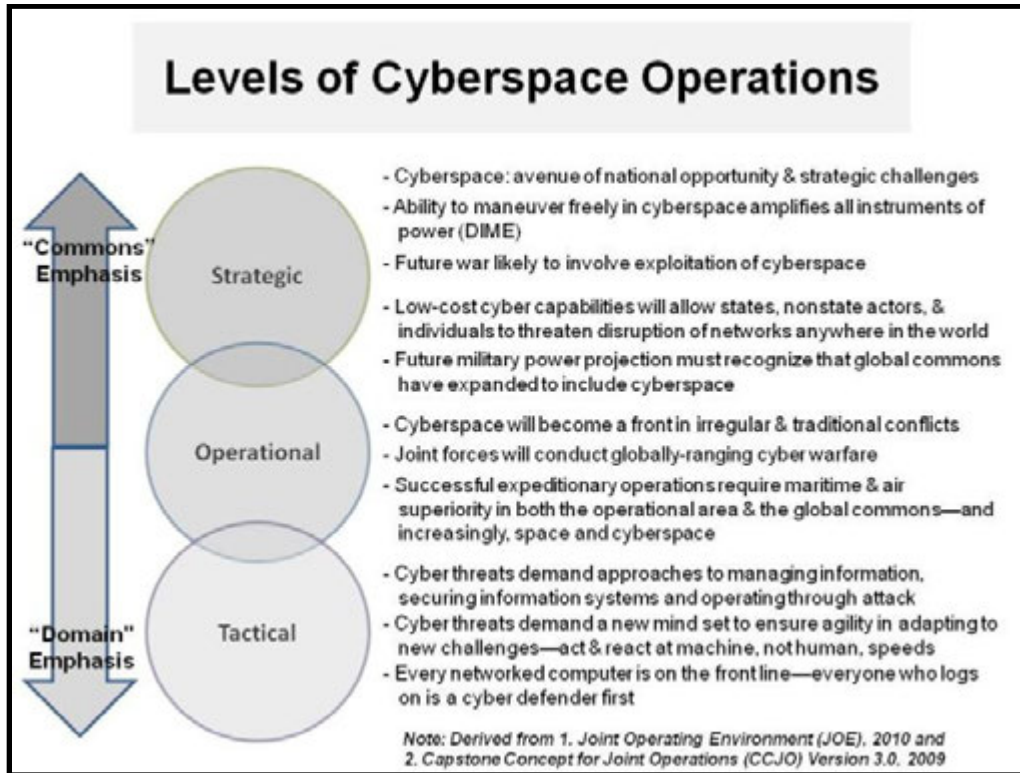 Levels of Cyberspace Operations
“Commons”
Emphasis
Strategic
- Cyberspace: avenue of national opportunity & strategic challenges
- Ability to maneuver freely in cyberspace amplifies all instruments of
power (DIME)
- Future war likely to involve exploitation of cyberspace
- Low-cost cyber capabilities will allow states, nonstate actors, &
individuals to threaten disruption of networks anywhere in the world
- Future military power projection must recognize that global commons
have expanded to include cyberspace
Operational
- Cyberspace will become a front in irregular & traditional conflicts
- Joint forces will conduct globally-ranging cyber warfare
- Successful expeditionary operations require maritime & air
superiority in both the operational area & the global commons—and
increasingly, space and cyberspace
“Domain”
Emphasis
Tactical
- Cyber threats demand approaches to managing information,
securing information systems and operating through attack
- Cyber threats demand a new mind set to ensure agility in adapting to
new challenges—act & react at machine, not human, speeds
- Every networked computer is on the front line—everyone who logs
on is a cyber defender first
Note: Derived from 1. Joint Operating Environment (JOE), 2010 and
2. Capstone Concept for Joint Operations (CCJO) Version 3.0, 2009